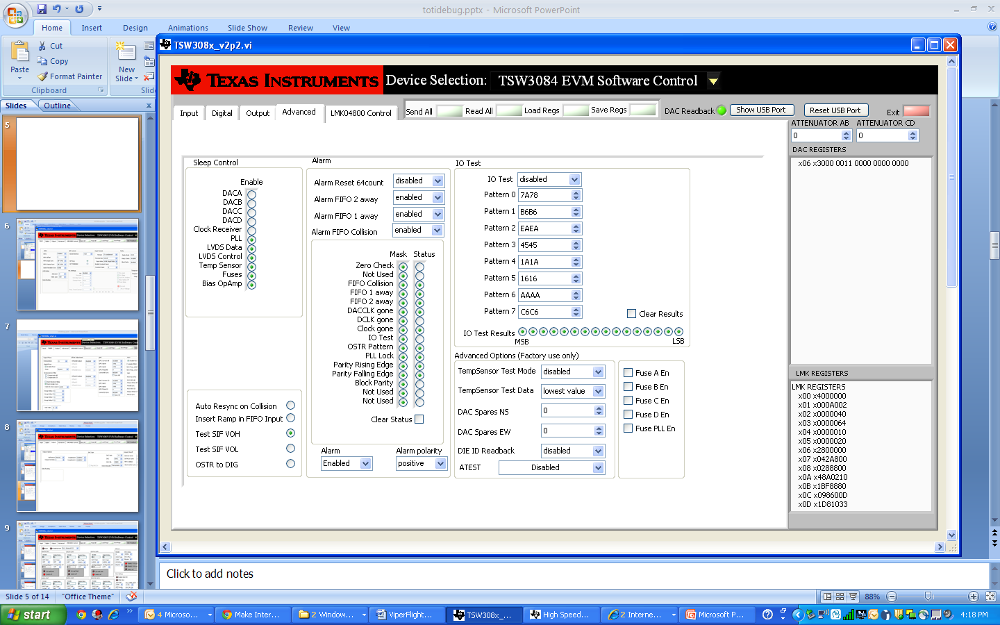 totidebug.pptx - Microsoft PowerPoint
Home Insert Design Animations Slide Show Review View
Cut
Copy
Format Painter
Paste
Clipboard
New
Slide
Slid
Slides Outline
5
6
7
8
9
TSW308x_v2p2.vi
TEXAS INSTRUMENTS Device Selection: TSW3084 EVM Software Control
Input Digital Output Advanced LMK04800 Control
Send All Read All Load Regs Save Regs
DAC Readback Show USB Port Reset USB Port Exit
ATTENUATOR AB ATTENUATOR CD
0 0
DAC REGISTERS
x06 x3000 0011 0000 0000 0000
LMK REGISTERS
LMK REGISTERS
x00 x4000000
x01 x000A002
x02 x0000040
x03 x0000064
x04 x0000010
x05 x0000020
x06 x2800000
x07 x042A800
x08 x0288800
x0A x48A0210
x0B x1BF8880
x0C x098600D
x0D x1D81033
Sleep Control
Enable
DACA
DACB
DACC
DACD
Clock Receiver
PLL
LVDS Data
LVDS Control
Temp Sensor
Fuses
Bias OpAmp
Auto Resync on Collision
Insert Ramp in FIFO Input
Test SIF VOH
Test SIF VOL
OSTR to DIG
Alarm
Alarm Reset 64count disabled
Alarm FIFO 2 away enabled
Alarm FIFO 1 away enabled
Alarm FIFO Collision enabled
Mask Status
Zero Check
Not Used
FIFO Collision
FIFO 1 away
FIFO 2 away
DACCLK gone
DCLK gone
Clock gone
IO Test
OSTR Pattern
PLL Lock
Parity Rising Edge
Parity Falling Edge
Block Parity
Not Used
Not Used
Clear Status
Alarm Alarm polarity
Enabled positive
IO Test
IO Test disabled
Pattern 0 7A78
Pattern 1 B6B6
Pattern 2 EAEA
Pattern 3 4545
Pattern 4 1A1A
Pattern 5 1616
Pattern 6 AAAA
Pattern 7 C6C6
Clear Results
IO Test Results
MSB LSB
Advanced Options (Factory use only)
TempSensor Test Mode disabled
TempSensor Test Data vest value
DAC Spares NS 0
DAC Spares EW 0
DIE ID Readback disabled
ATEST Disabled
Fuse A En
Fuse B En
Fuse C En
Fuse D En
Fuse PLL En
Click to add notes
Slide 5 of 14 "Office Theme" 88%
start 4 Microso... Make Inter... 2 Window... ViperFlight... TSW308x_... High Speed... 2 Interne... Microsoft P... 4:18 PM